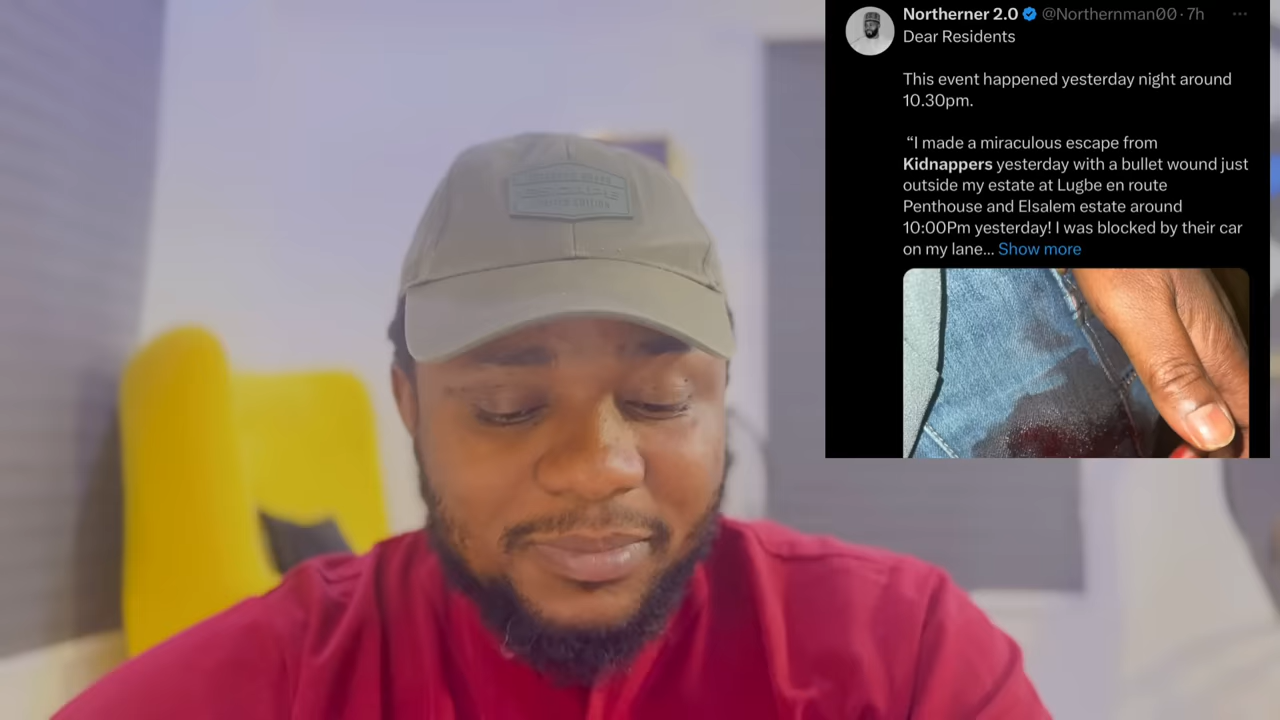 Northerner 2.0 @Northernman00 · 7h
Dear Residents
This event happened yesterday night around
10.30pm.
“I made a miraculous escape from
Kidnappers yesterday with a bullet wound just
outside my estate at Lugbe en route
Penthouse and Elsalem estate around
10:00Pm yesterday! I was blocked by their car
on my lane... Show more